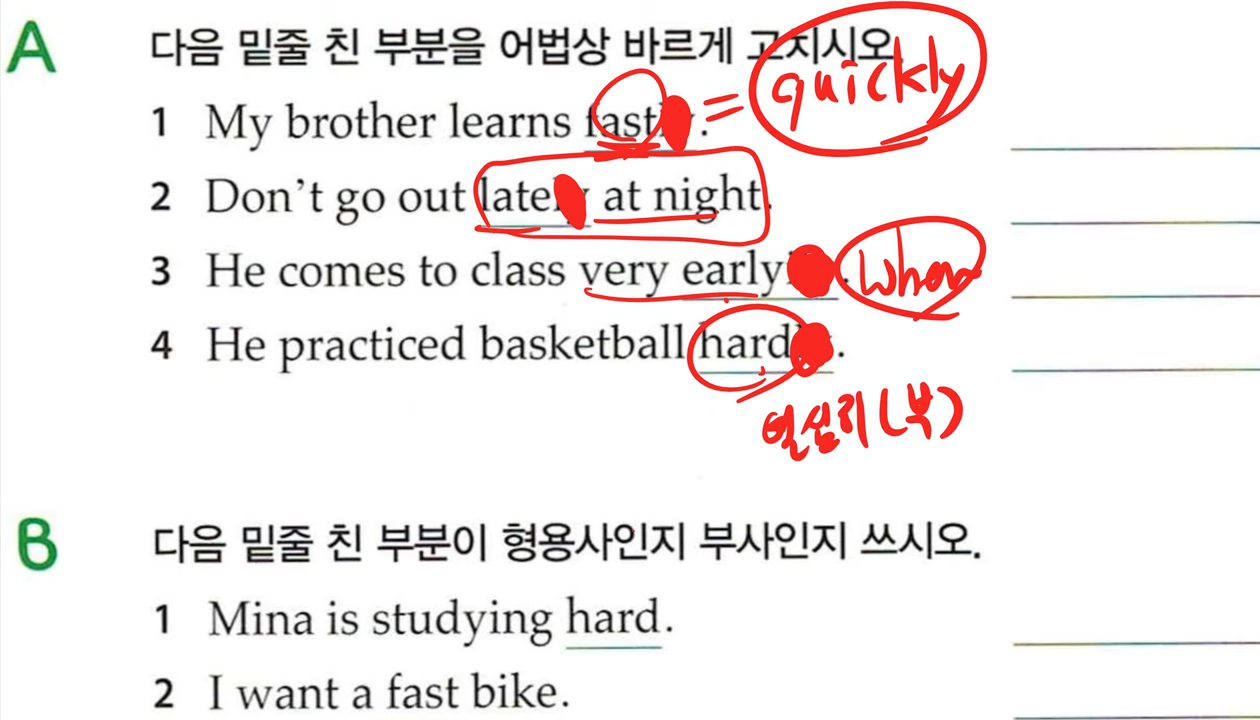 A 다음 밑줄 친 부분을 어법상 바르게 고치시오.
1 My brother learns fastly. = quickly
2 Don't go out lately at night.
3 He comes to class very early. when
4 He practiced basketball hardly.
열심히(부)
B 다음 밑줄 친 부분이 형용사인지 부사인지 쓰시오.
1 Mina is studying hard.
2 I want a fast bike.